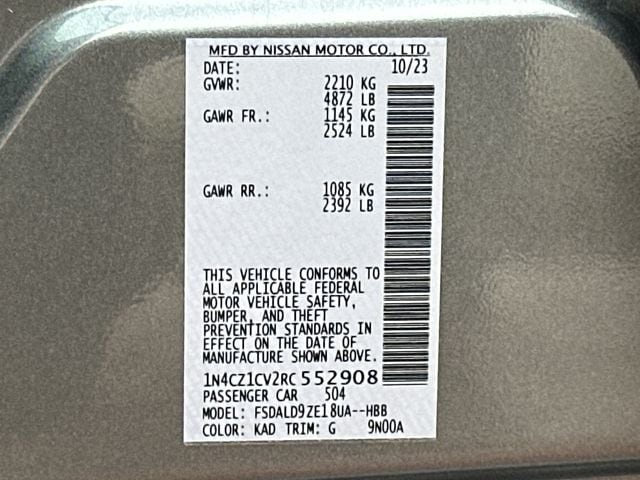 MFD BY NISSAN MOTOR CO., LTD.
DATE: 10/23
GVWR: 2210 KG
4872 LB
GAWR FR.: 1145 KG
2524 LB
GAWR RR.: 1085 KG
2392 LB
THIS VEHICLE CONFORMS TO
ALL APPLICABLE FEDERAL
MOTOR VEHICLE SAFETY,
BUMPER, AND THEFT
PREVENTION STANDARDS IN
EFFECT ON THE DATE OF
MANUFACTURE SHOWN ABOVE.
1N4CZ1CV2RC552908
PASSENGER CAR 504
MODEL: FSDALD9ZE18UA--HBB
COLOR: KAD TRIM: G 9N00A